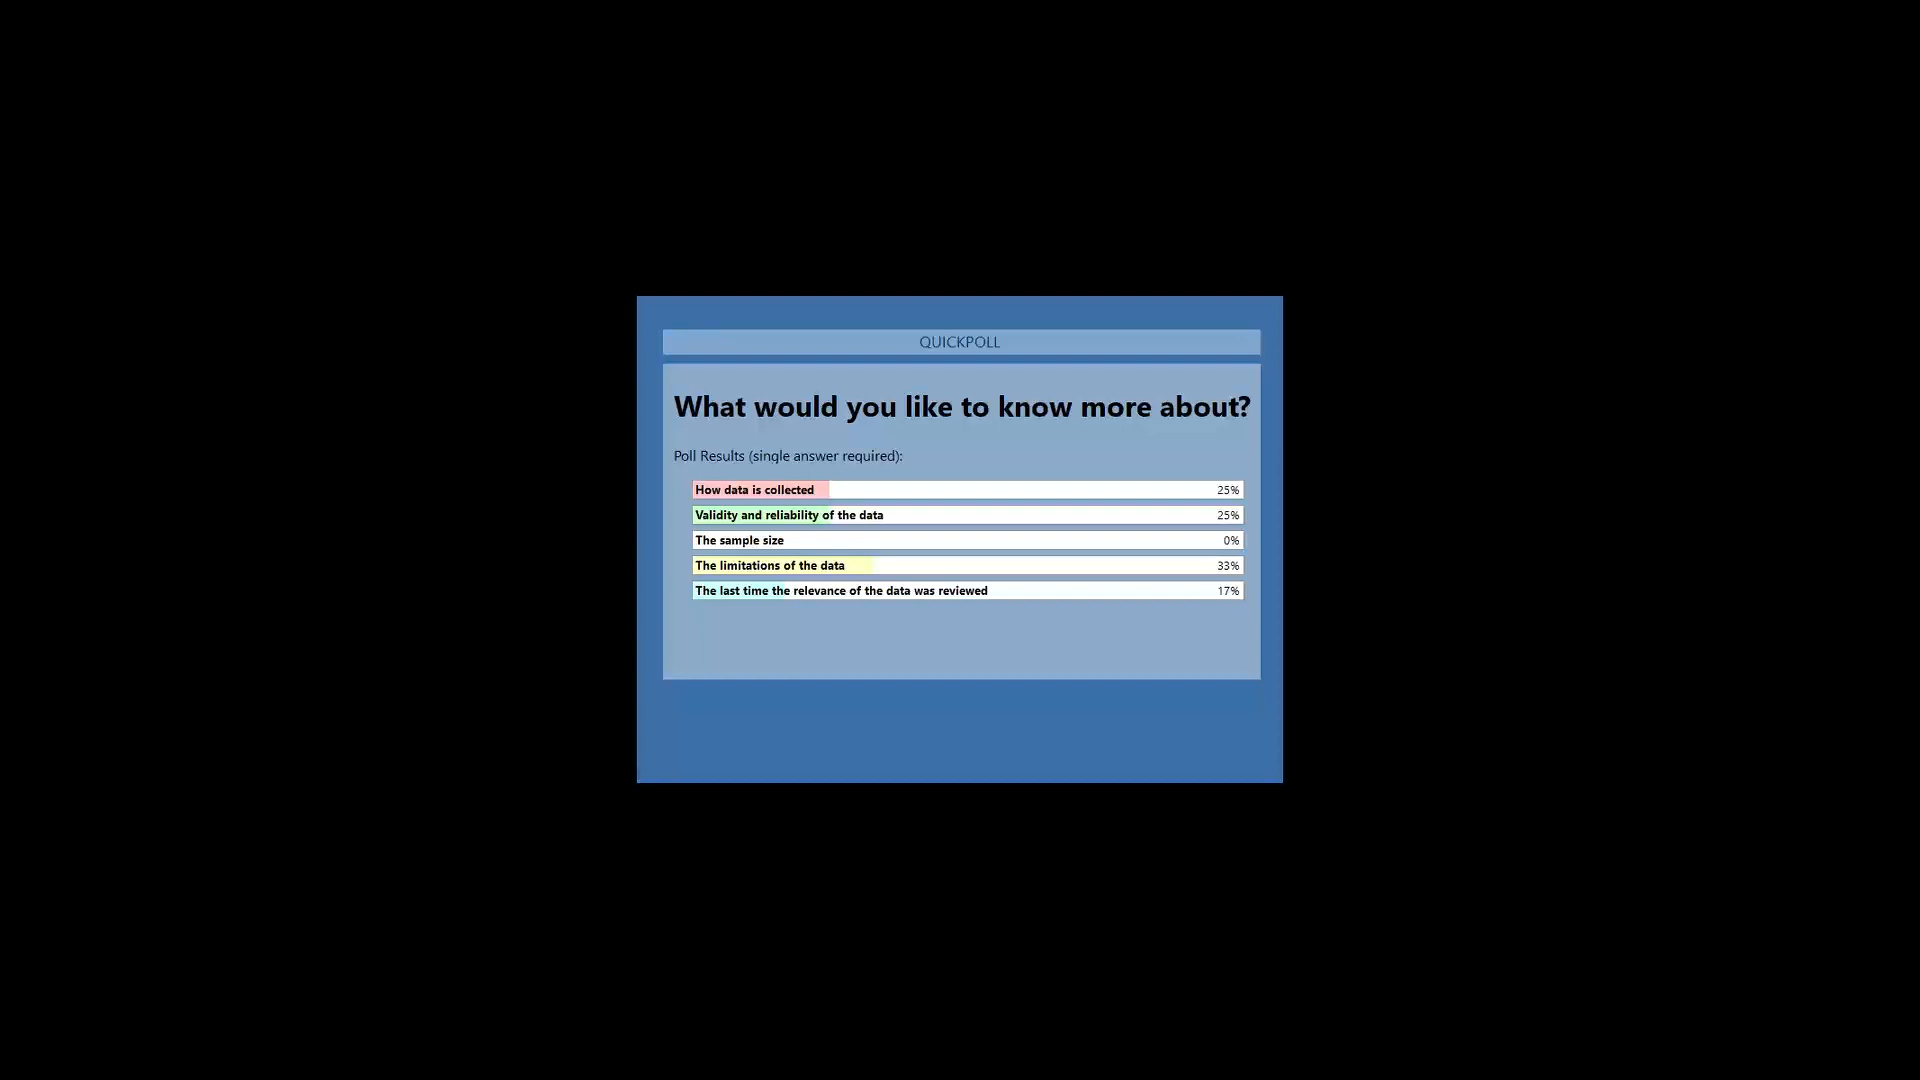 QUICKPOLL
What would you like to know more about?
Poll Results (single answer required):
How data is collected 25%
Validity and reliability of the data 25%
The sample size 0%
The limitations of the data 33%
The last time the relevance of the data was reviewed 17%